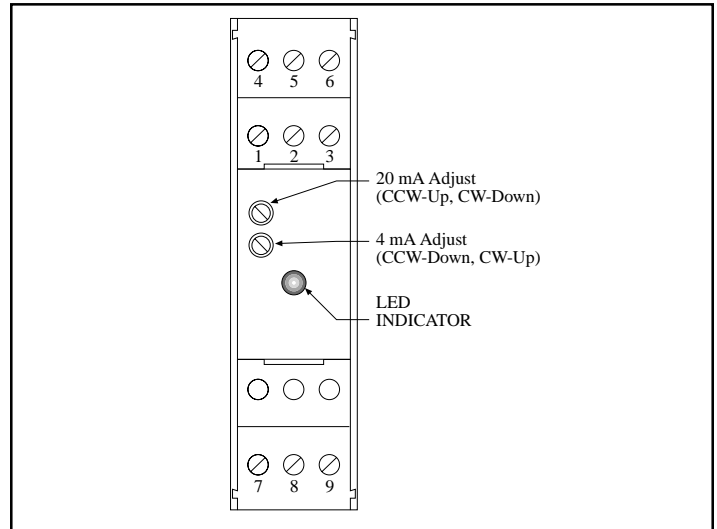 4 5 6
1 2 3
20 mA Adjust
(CCW-Up, CW-Down)
4 mA Adjust
(CCW-Down, CW-Up)
LED
INDICATOR
7 8 9